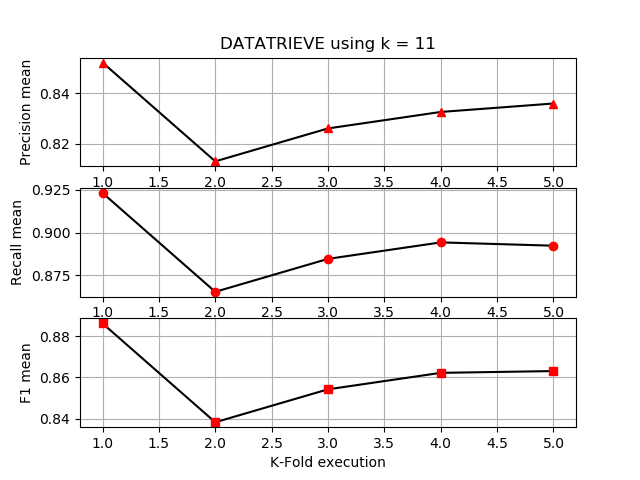 DATATRIEVE using k = 11
Precision mean
0.84
0.82
1.0 1.5 2.0 2.5 3.0 3.5 4.0 4.5 5.0
Recall mean
0.925
0.900
0.875
1.0 1.5 2.0 2.5 3.0 3.5 4.0 4.5 5.0
F1 mean
0.88
0.86
0.84
1.0 1.5 2.0 2.5 3.0 3.5 4.0 4.5 5.0
K-Fold execution